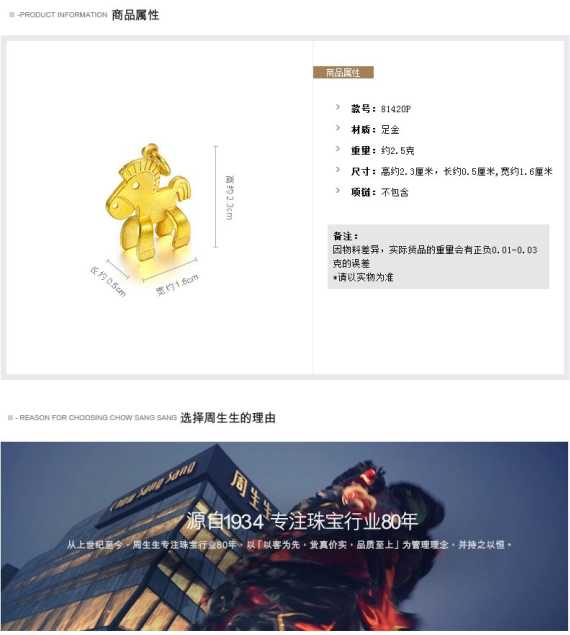 -PRODUCT INFORMATION 商品属性
商品属性
款号：81420P
材质：足金
重量：约2.5克
尺寸：高约2.3厘米，长约0.5厘米,宽约1.6厘米
项链：不包含
高约2.3cm
长约0.5cm
宽约1.6cm
备注：
因物料差异，实际货品的重量会有正负0.01-0.03
克的误差
*请以实物为准
- REASON FOR CHOOSING CHOW SANG SANG 选择周生生的理由
Chow Sang Sang
周生生
源自1934 专注珠宝行业80年
从上世纪至今，周生生专注珠宝行业80年，以「以客为先，货真价实，品质至上」为管理理念，并持之以恒。